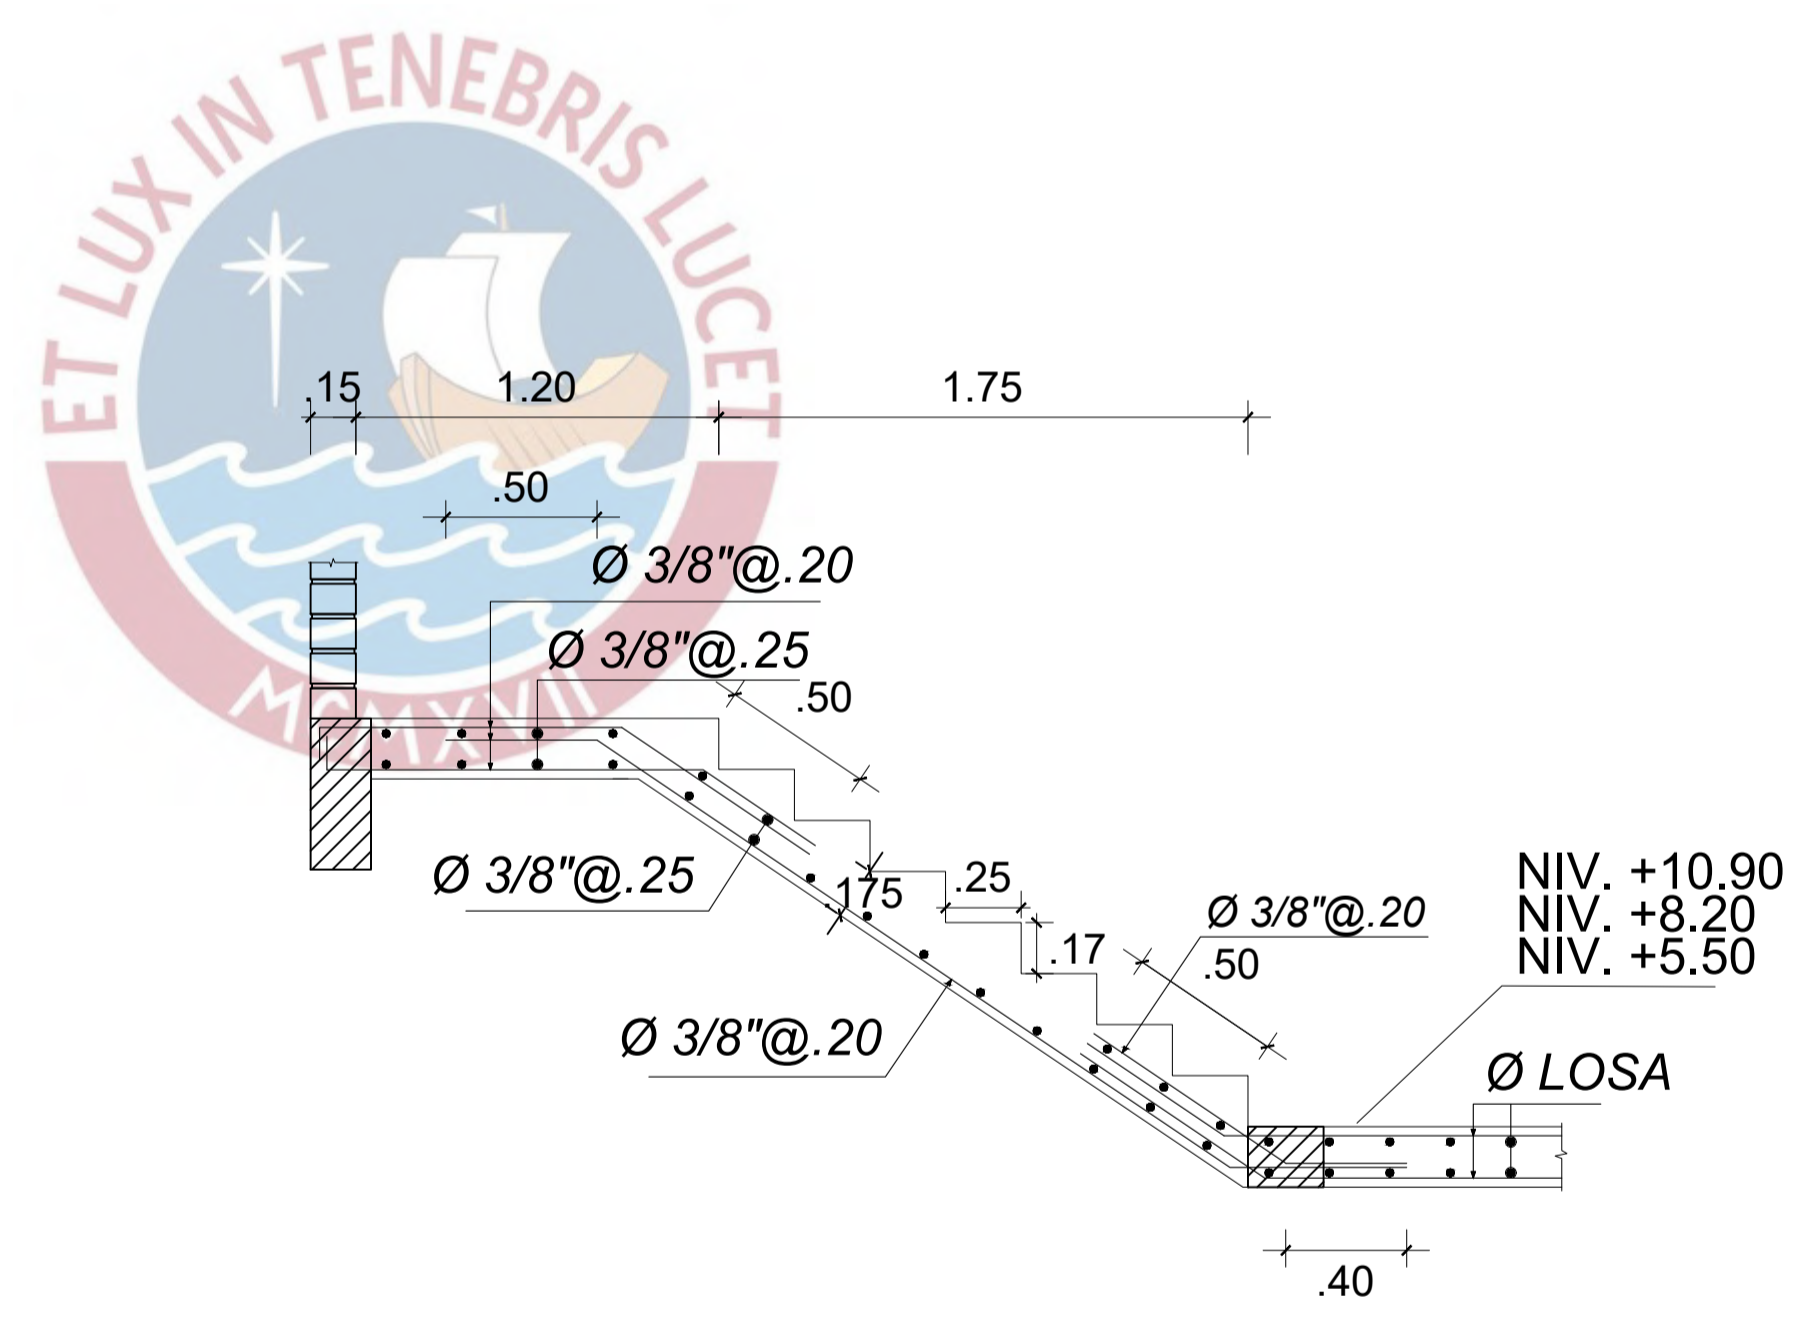 ET LUX IN TENEBRIS LUCET
MCMXVII
.15
1.20
1.75
.50
Ø 3/8"@.20
Ø 3/8"@.25
.50
Ø 3/8"@.25
.175
.25
.17
Ø 3/8"@.20
.50
Ø 3/8"@.20
NIV. +10.90
NIV. +8.20
NIV. +5.50
Ø LOSA
.40